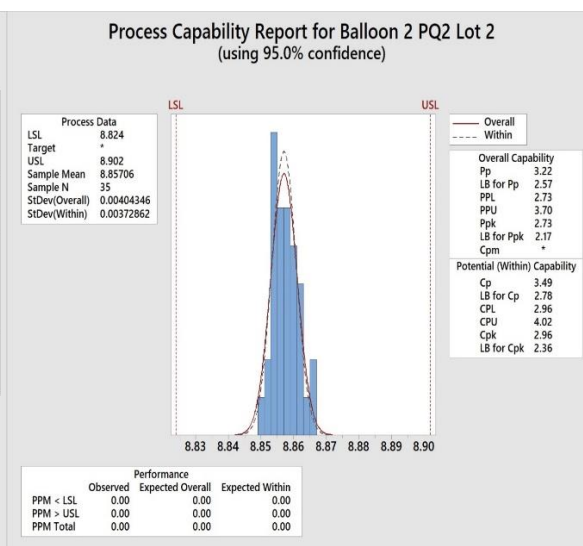 Process Capability Report for Balloon 2 PQ2 Lot 2
(using 95.0% confidence)
LSL
USL
Process Data
LSL 8.824
Target *
USL 8.902
Sample Mean 8.85706
Sample N 35
StDev(Overall) 0.00404346
StDev(Within) 0.00372862
Overall
Within
Overall Capability
Pp 3.22
LB for Pp 2.57
PPL 2.73
PPU 3.70
Ppk 2.73
LB for Ppk 2.17
Cpm *
Potential (Within) Capability
Cp 3.49
LB for Cp 2.78
CPL 2.96
CPU 4.02
Cpk 2.96
LB for Cpk 2.36
8.83 8.84 8.85 8.86 8.87 8.88 8.89 8.90
Performance
Observed Expected Overall Expected Within
PPM < LSL 0.00 0.00 0.00
PPM > USL 0.00 0.00 0.00
PPM Total 0.00 0.00 0.00